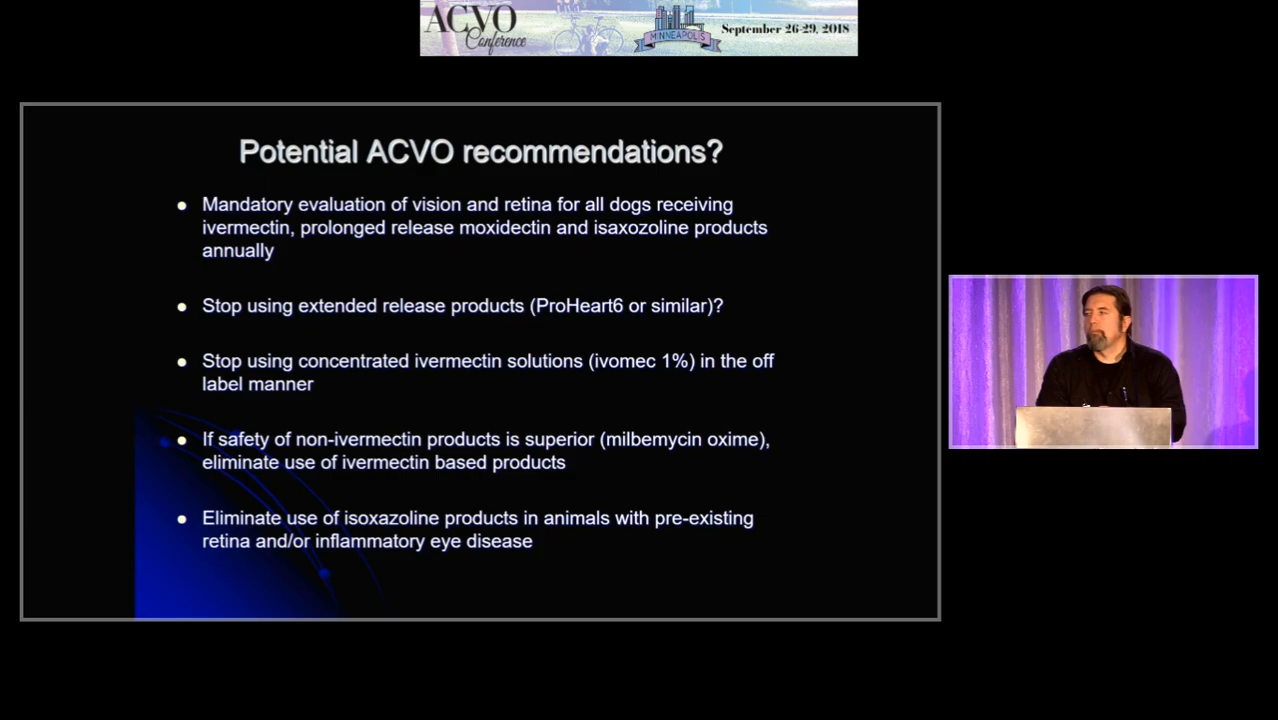 ACVO
Conference
MINNEAPOLIS
September 26-29, 2018
Potential ACVO recommendations?
Mandatory evaluation of vision and retina for all dogs receiving
ivermectin, prolonged release moxidectin and isaxozoline products
annually
Stop using extended release products (ProHeart6 or similar)?
Stop using concentrated ivermectin solutions (ivomec 1%) in the off
label manner
If safety of non-ivermectin products is superior (milbemycin oxime),
eliminate use of ivermectin based products
Eliminate use of isoxazoline products in animals with pre-existing
retina and/or inflammatory eye disease